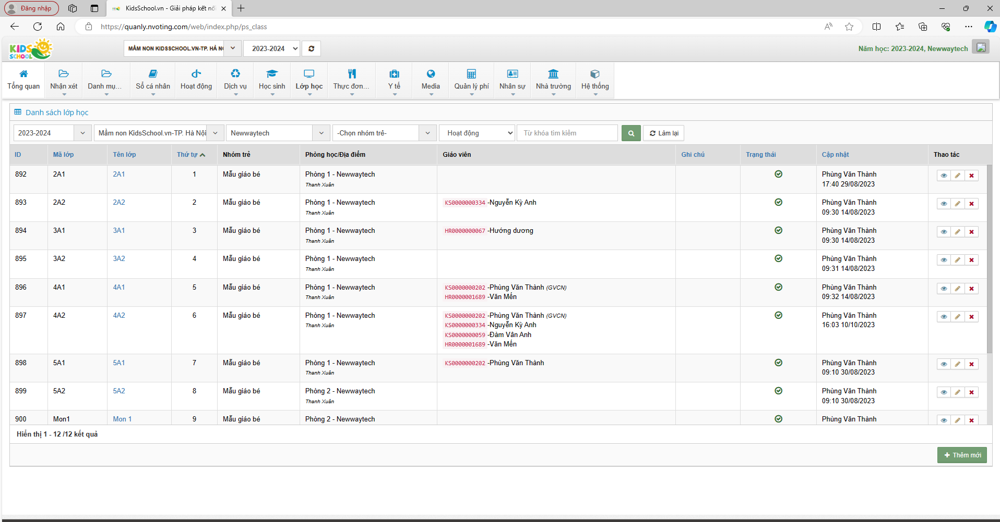 Đăng nhập
KidsSchool.vn - Giải pháp kết nối
https://quanly.nvoting.com/web/index.php/ps_class
KIDS
SCHOOL
MẦM NON KIDSSCHOOL.VN-TP. HÀ NỘ
2023-2024
Năm học: 2023-2024, Newwaytech
Tổng quan
Nhận xét
Danh mụ...
Sổ cá nhân
Hoạt động
Dịch vụ
Học sinh
Lớp học
Thực đơn...
Y tế
Media
Quản lý phí
Nhân sự
Nhà trường
Hệ thống
Danh sách lớp học
2023-2024
Mầm non KidsSchool.vn-TP. Hà Nội
Newwaytech
-Chọn nhóm trẻ-
Hoạt động
Từ khóa tìm kiếm
Làm lại
ID Mã lớp Tên lớp Thứ tự Nhóm trẻ Phòng học/Địa điểm Giáo viên Ghi chú Trạng thái Cập nhật Thao tác
892 2A1 2A1 1 Mẫu giáo bé Phòng 1 - Newwaytech Phùng Văn Thành
Thanh Xuân 17:40 29/08/2023
893 2A2 2A2 2 Mẫu giáo bé Phòng 1 - Newwaytech KS0000000334 -Nguyễn Kỳ Anh Phùng Văn Thành
Thanh Xuân 09:30 14/08/2023
894 3A1 3A1 3 Mẫu giáo bé Phòng 1 - Newwaytech HR0000000067 -Hướng dương Phùng Văn Thành
Thanh Xuân 09:30 14/08/2023
895 3A2 3A2 4 Mẫu giáo bé Phòng 1 - Newwaytech Phùng Văn Thành
Thanh Xuân 09:31 14/08/2023
896 4A1 4A1 5 Mẫu giáo bé Phòng 1 - Newwaytech KS0000000202 -Phùng Văn Thành (GVCN) Phùng Văn Thành
Thanh Xuân HR0000001689 -Văn Mến 09:32 14/08/2023
897 4A2 4A2 6 Mẫu giáo bé Phòng 1 - Newwaytech KS0000000202 -Phùng Văn Thành (GVCN) Phùng Văn Thành
Thanh Xuân KS0000000334 -Nguyễn Kỳ Anh 16:03 10/10/2023
KS0000000059 -Đàm Vân Anh
HR0000001689 -Văn Mến
898 5A1 5A1 7 Mẫu giáo bé Phòng 1 - Newwaytech KS0000000202 -Phùng Văn Thành Phùng Văn Thành
Thanh Xuân 09:10 30/08/2023
899 5A2 5A2 8 Mẫu giáo bé Phòng 2 - Newwaytech Phùng Văn Thành
Thanh Xuân 09:10 30/08/2023
900 Mon1 Mon 1 9 Mẫu giáo bé Phòng 2 - Newwaytech Phùng Văn Thành
Hiển thị 1 - 12 /12 kết quả
Thêm mới